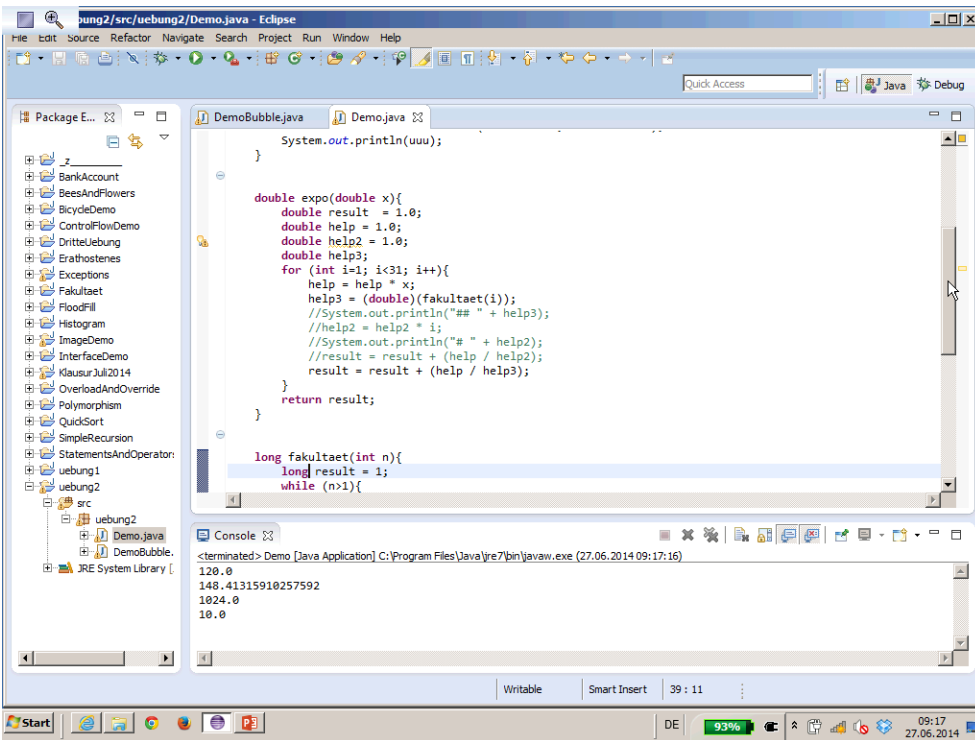 bung2/src/uebung2/Demo.java - Eclipse
File Edit Source Refactor Navigate Search Project Run Window Help
Quick Access
Java
Debug
Package E...
_z_________
BankAccount
BeesAndFlowers
BicycleDemo
ControlFlowDemo
DritteUebung
Erathostenes
Exceptions
Fakultaet
FloodFill
Histogram
ImageDemo
InterfaceDemo
KlausurJuli2014
OverloadAndOverride
Polymorphism
QuickSort
SimpleRecursion
StatementsAndOperator:
uebung1
uebung2
src
uebung2
Demo.java
DemoBubble.
JRE System Library [
DemoBubble.java
Demo.java
System.out.println(uuu);
}
double expo(double x){
double result  = 1.0;
double help = 1.0;
double help2 = 1.0;
double help3;
for (int i=1; i<31; i++){
help = help * x;
help3 = (double)(fakultaet(i));
//System.out.println("## " + help3);
//help2 = help2 * i;
//System.out.println("# " + help2);
//result = result + (help / help2);
result = result + (help / help3);
}
return result;
}
long fakultaet(int n){
long result = 1;
while (n>1){
Console
<terminated> Demo [Java Application] C:\Program Files\Java\jre7\bin\javaw.exe (27.06.2014 09:17:16)
120.0
148.41315910257592
1024.0
10.0
Writable
Smart Insert
39 : 11
Start
DE
93%
09:17
27.06.2014